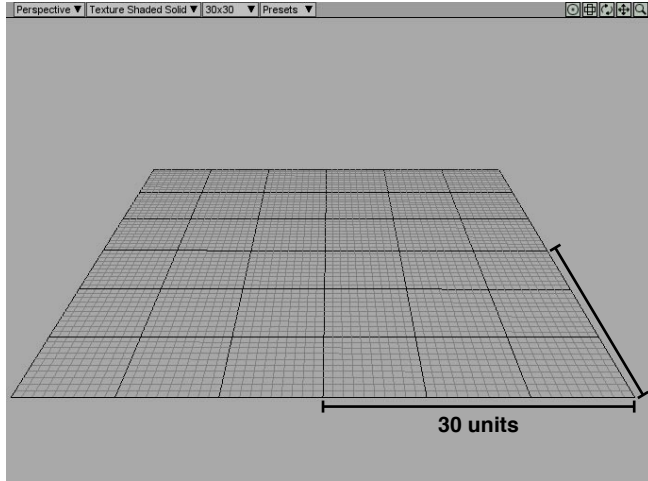 Perspective ▼ Texture Shaded Solid ▼ 30x30 ▼ Presets ▼
30 units